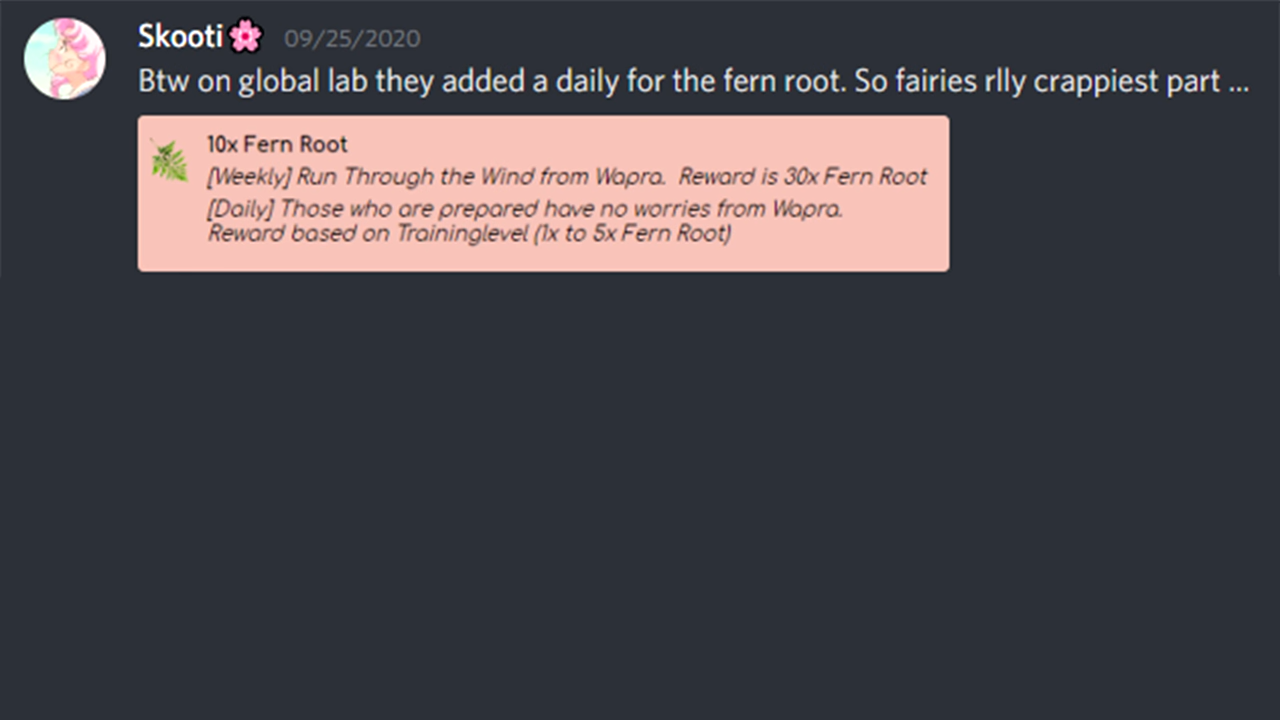 Skooti🌸 09/25/2020
Btw on global lab they added a daily for the fern root. So fairies rlly crappiest part ...
10x Fern Root
[Weekly] Run Through the Wind from Wapra.  Reward is 30x Fern Root
[Daily] Those who are prepared have no worries from Wapra.
Reward based on Traininglevel (1x to 5x Fern Root)